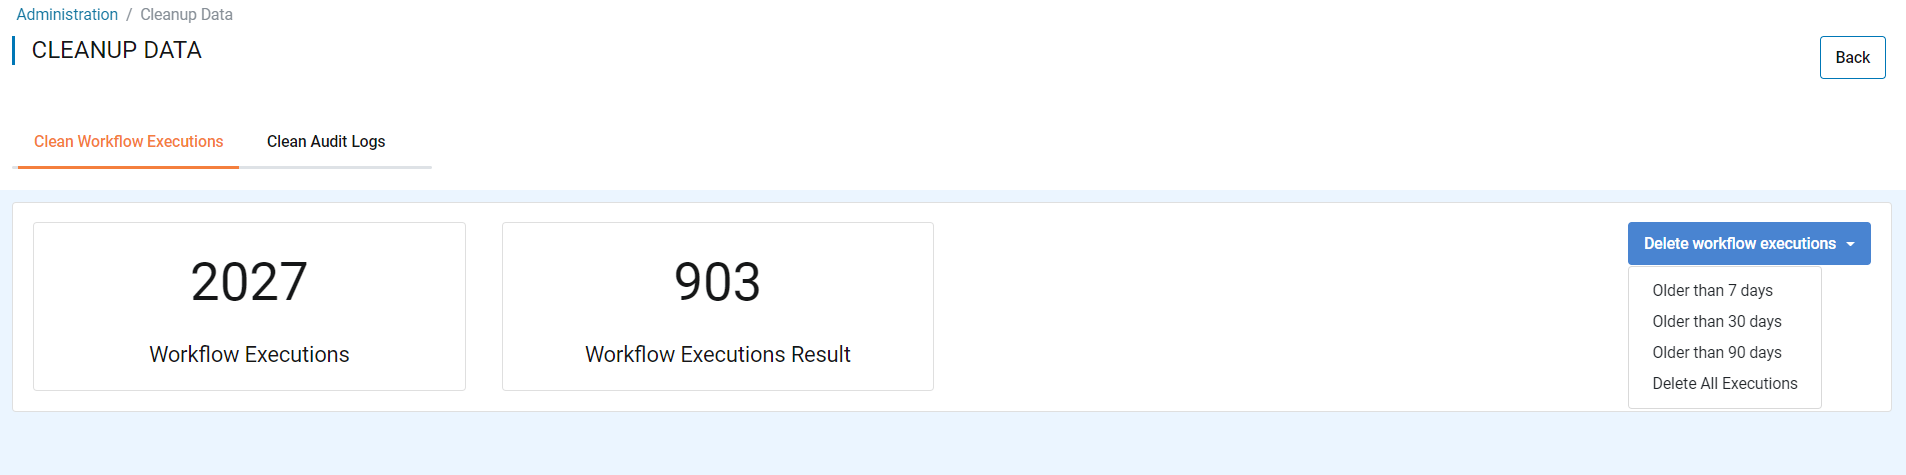 Administration / Cleanup Data
CLEANUP DATA
Back
Clean Workflow Executions
Clean Audit Logs
2027
Workflow Executions
903
Workflow Executions Result
Delete workflow executions
Older than 7 days
Older than 30 days
Older than 90 days
Delete All Executions